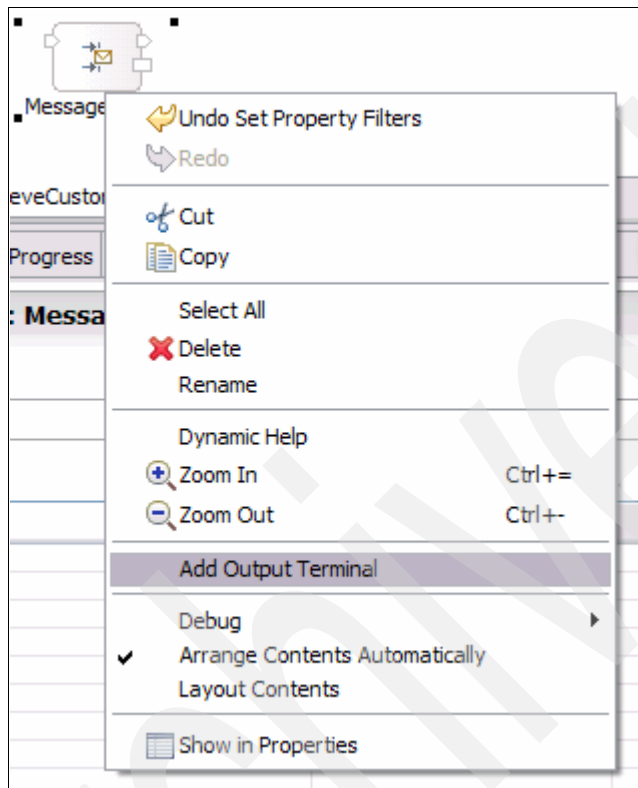 Message
Undo Set Property Filters
Redo
eveCusto
Cut
Progress
Copy
: Messa
Select All
Delete
Rename
Dynamic Help
Zoom In Ctrl+=
Zoom Out Ctrl+-
Add Output Terminal
Debug
Arrange Contents Automatically
Layout Contents
Show in Properties